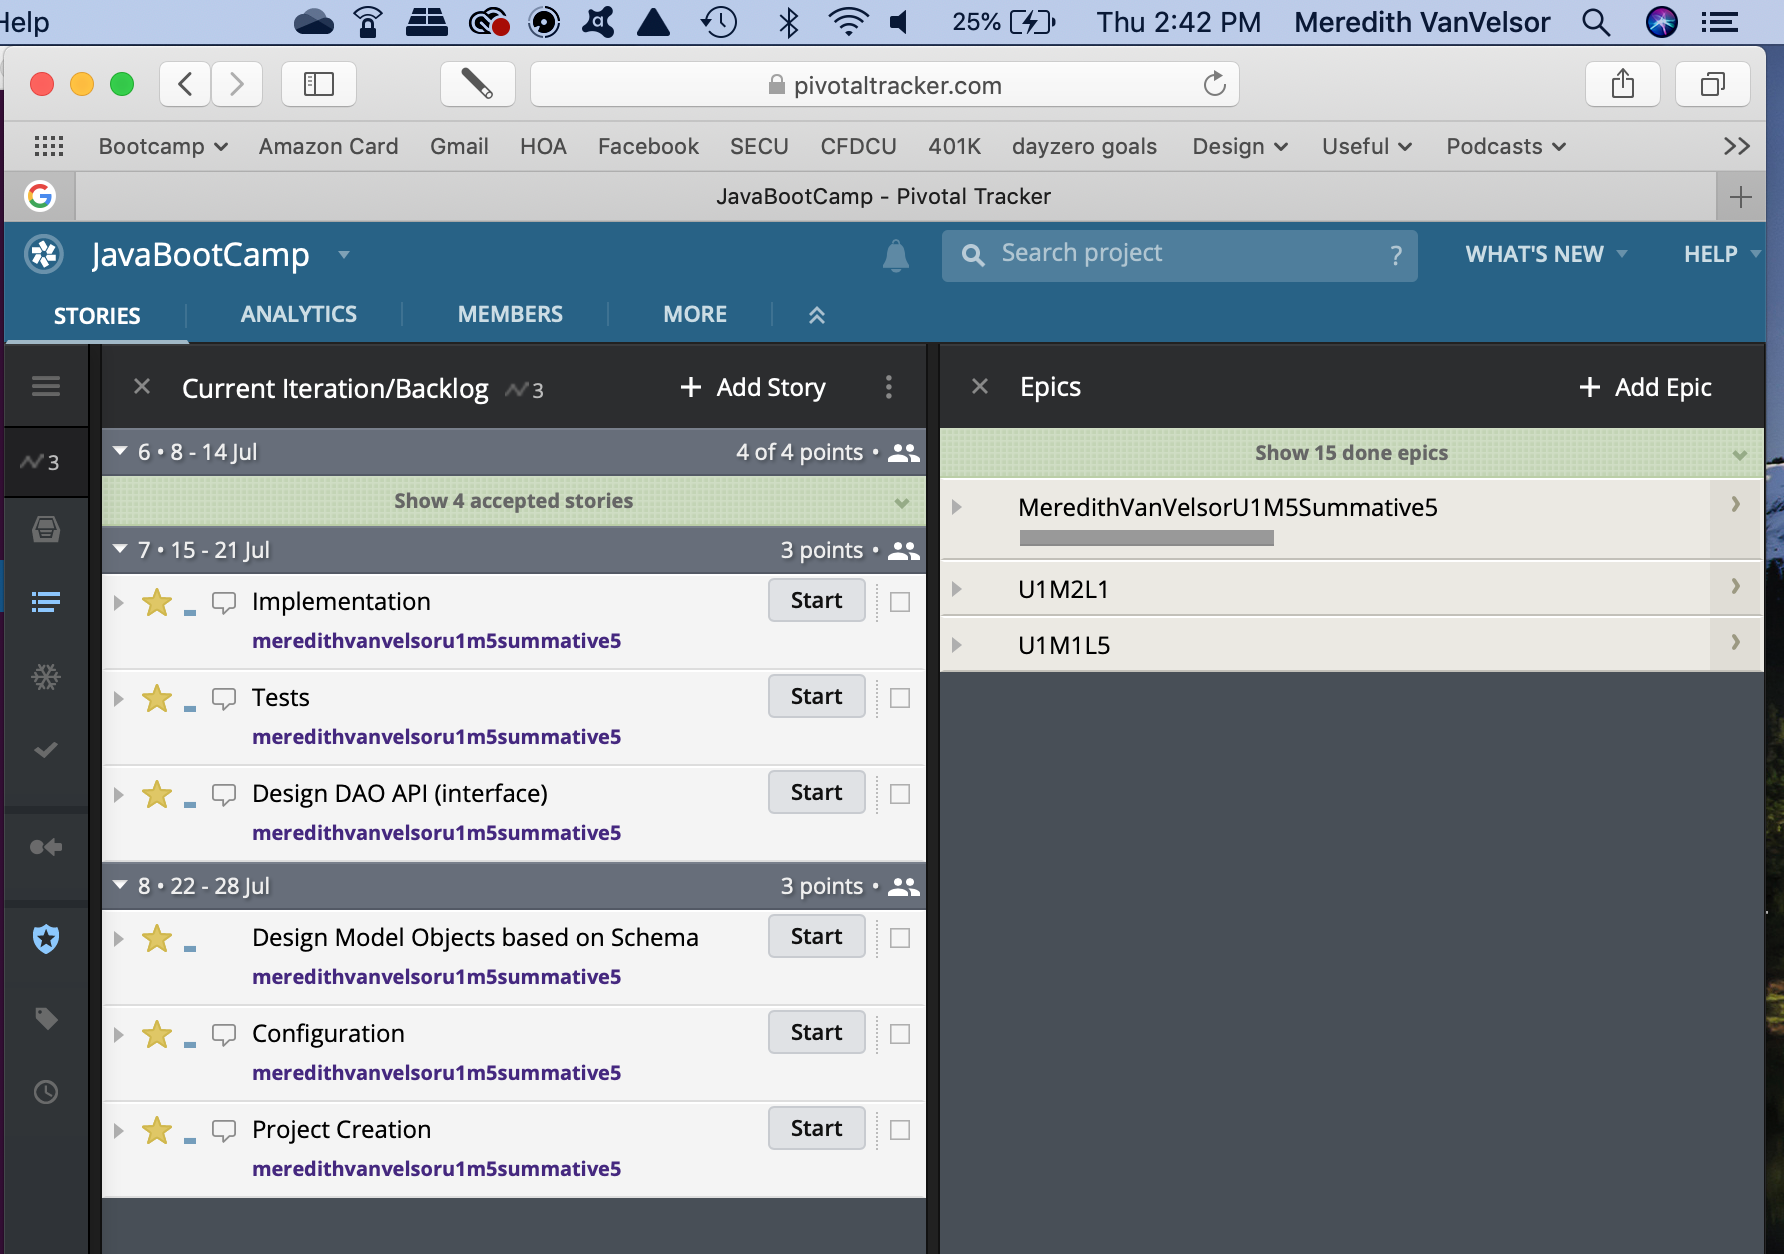 Help 25% Thu 2:42 PM Meredith VanVelsor
pivotaltracker.com
Bootcamp Amazon Card Gmail HOA Facebook SECU CFDCU 401K dayzero goals Design Useful Podcasts
G JavaBootCamp - Pivotal Tracker
JavaBootCamp Search project ? WHAT'S NEW HELP
STORIES ANALYTICS MEMBERS MORE
Current Iteration/Backlog 3 + Add Story
3
6 • 8 - 14 Jul 4 of 4 points •
Show 4 accepted stories
7 • 15 - 21 Jul 3 points •
Implementation Start
meredithvanvelsoru1m5summative5
Tests Start
meredithvanvelsoru1m5summative5
Design DAO API (interface) Start
meredithvanvelsoru1m5summative5
8 • 22 - 28 Jul 3 points •
Design Model Objects based on Schema Start
meredithvanvelsoru1m5summative5
Configuration Start
meredithvanvelsoru1m5summative5
Project Creation Start
meredithvanvelsoru1m5summative5
Epics + Add Epic
Show 15 done epics
MeredithVanVelsorU1M5Summative5
U1M2L1
U1M1L5